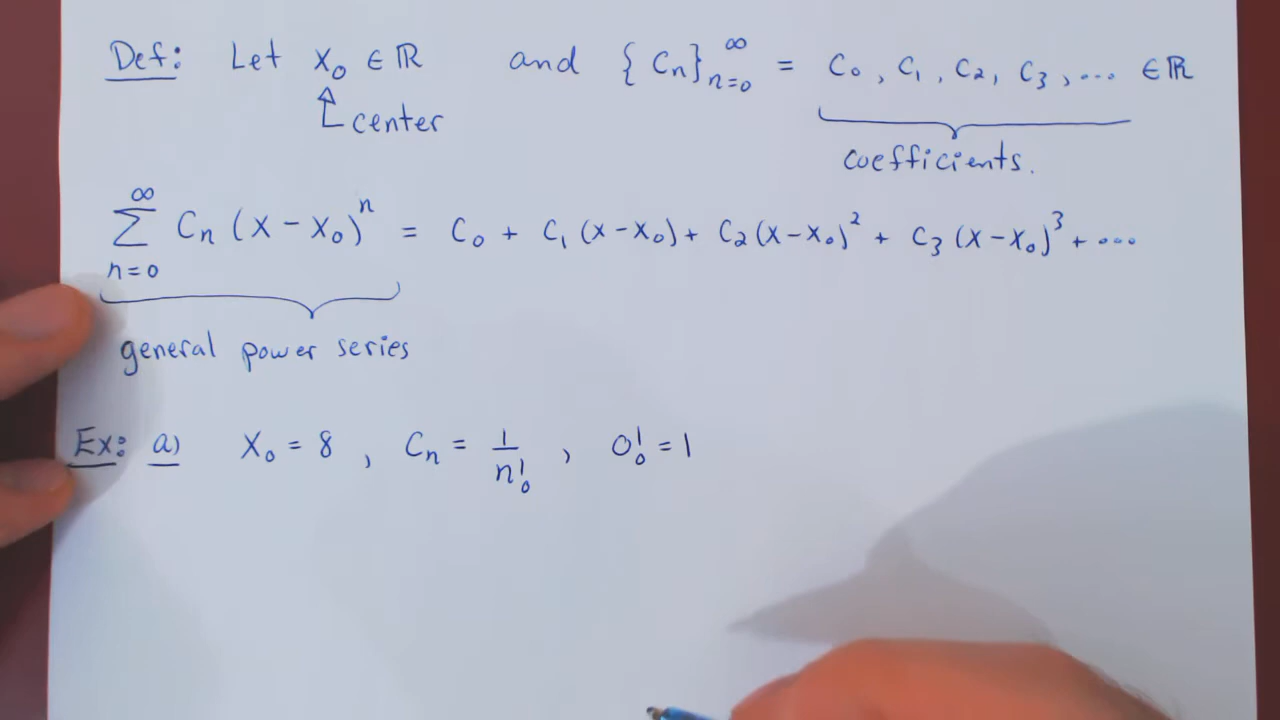 Def: Let x₀ ∈ ℝ and {Cn}_{n=0}^{∞} = C₀, C₁, C₂, C₃, ... ∈ ℝ
center
coefficients.
∑_{n=0}^{∞} Cn (x − x₀)ⁿ = C₀ + C₁ (x − x₀) + C₂ (x − x₀)² + C₃ (x − x₀)³ + ...
general power series
Ex: a) x₀ = 8, Cn = 1/n!, 0! = 1